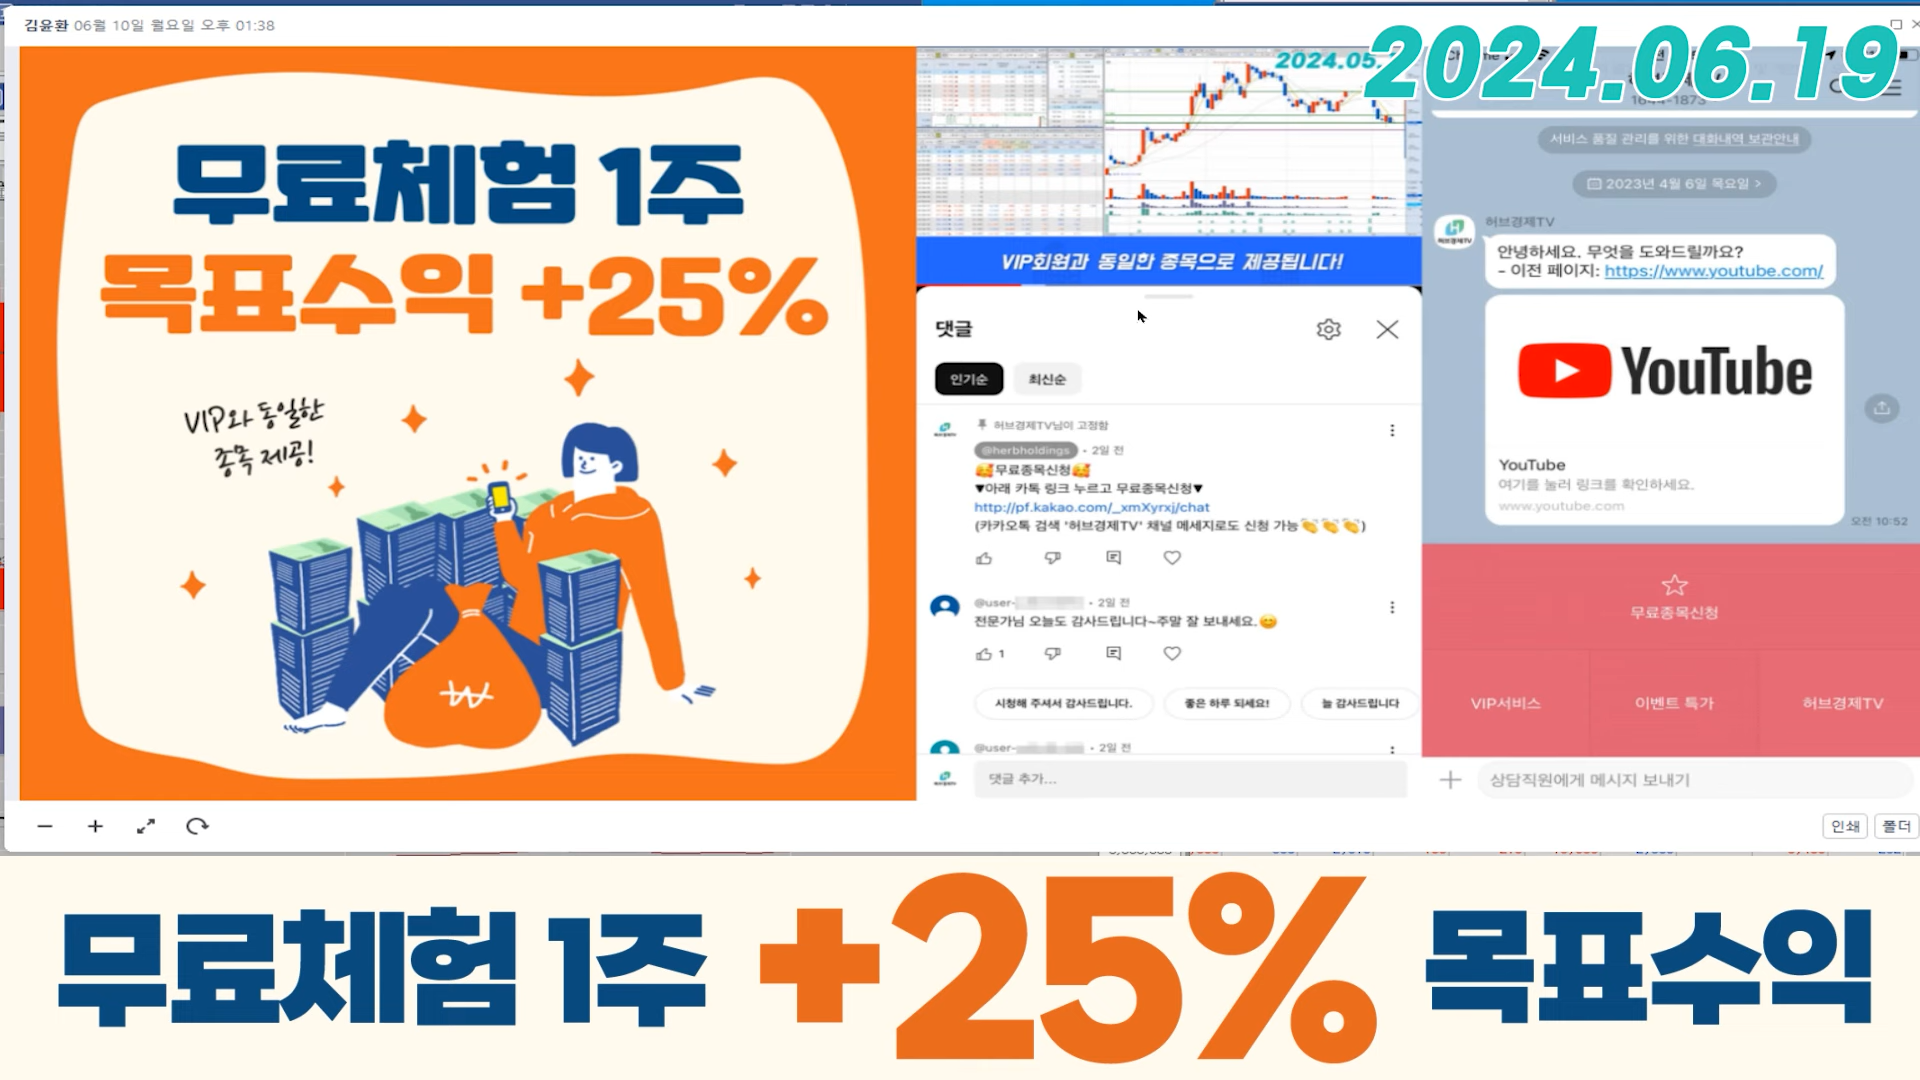 김윤환 06월 10일 월요일 오후 01:38
2024.06.19
무료체험 1주
목표수익 +25%
VIP와 동일한
종목 제공!
2024.05.
VIP회원과 동일한 종목으로 제공됩니다!
댓글
인기순
최신순
허브경제TV님이 고정함
@herbholdings • 2일 전
🥰무료종목신청🥰
▼아래 카톡 링크 누르고 무료종목신청▼
http://pf.kakao.com/_xmXyrxj/chat
(카카오톡 검색 '허브경제TV' 채널 메세지로도 신청 가능👏👏👏)
@user- • 2일 전
전문가님 오늘도 감사드립니다~주말 잘 보내세요.😊
1
시청해 주셔서 감사드립니다.
좋은 하루 되세요!
늘 감사드립니다
@user- • 2일 전
댓글 추가...
서비스 품질 관리를 위한 대화내역 보관안내
2023년 4월 6일 목요일 >
허브경제TV
안녕하세요. 무엇을 도와드릴까요?
- 이전 페이지: https://www.youtube.com/
YouTube
YouTube
여기를 눌러 링크를 확인하세요.
www.youtube.com
오전 10:52
무료종목신청
VIP서비스
이벤트 특가
허브경제TV
상담직원에게 메시지 보내기
인쇄
폴더
무료체험 1주 +25% 목표수익